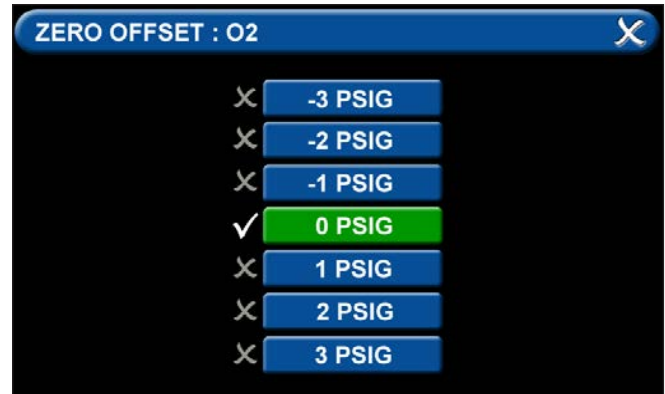 ZERO OFFSET : O2
-3 PSIG
-2 PSIG
-1 PSIG
0 PSIG
1 PSIG
2 PSIG
3 PSIG